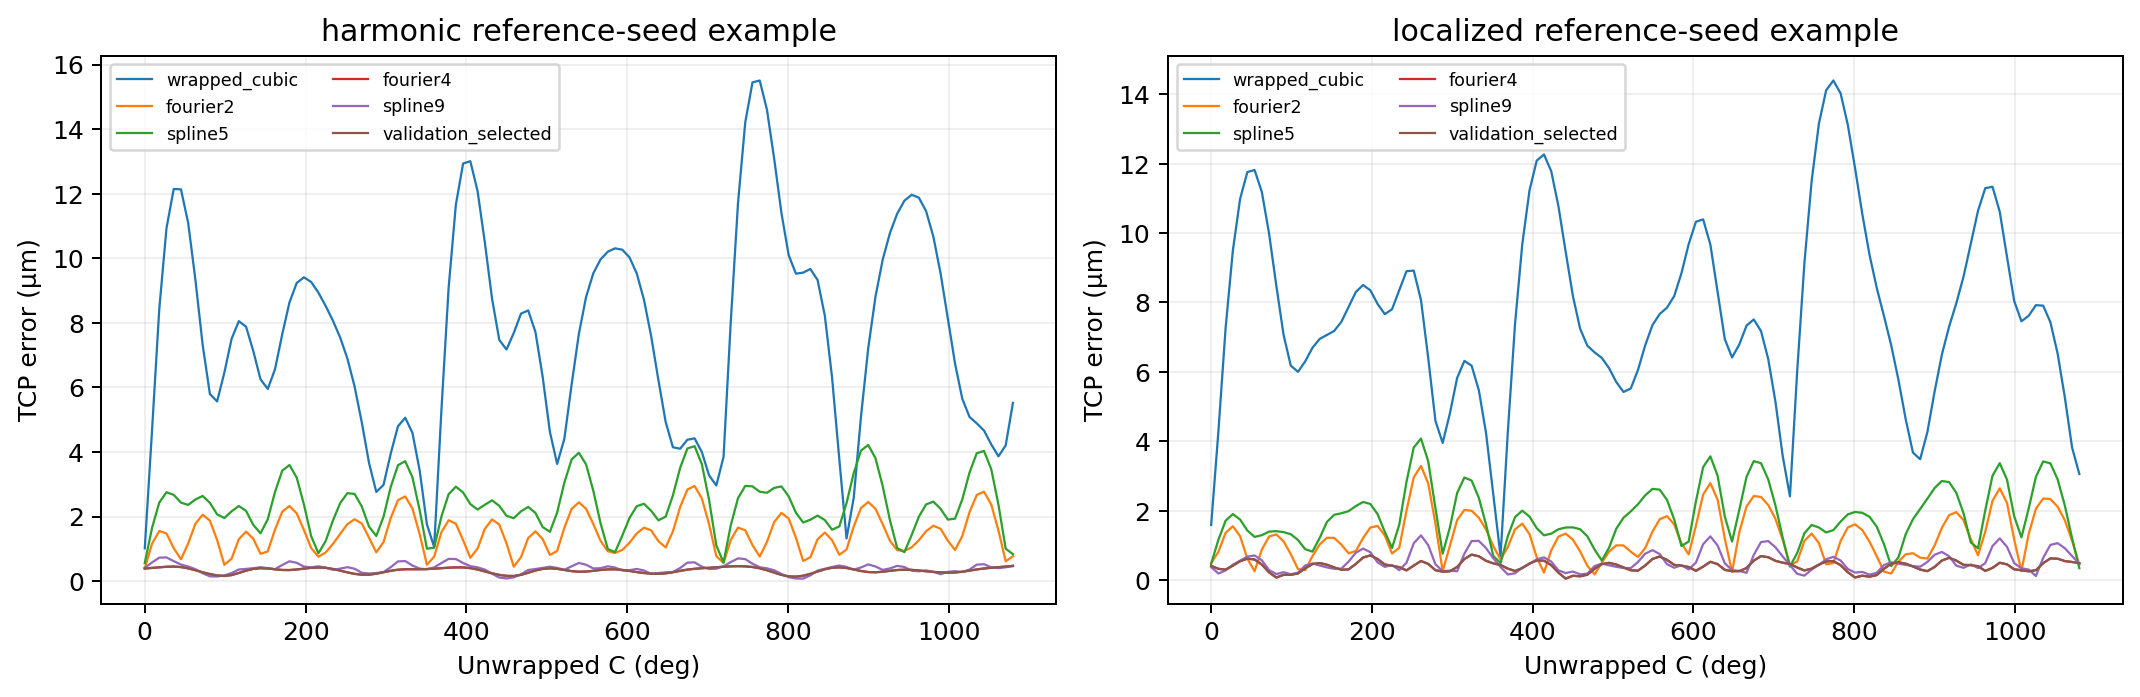 harmonic reference-seed example
wrapped_cubic
fourier2
spline5
fourier4
spline9
validation_selected
TCP error (µm)
16
14
12
10
8
6
4
2
0
0
200
400
600
800
1000
Unwrapped C (deg)
localized reference-seed example
wrapped_cubic
fourier2
spline5
fourier4
spline9
validation_selected
TCP error (µm)
14
12
10
8
6
4
2
0
0
200
400
600
800
1000
Unwrapped C (deg)